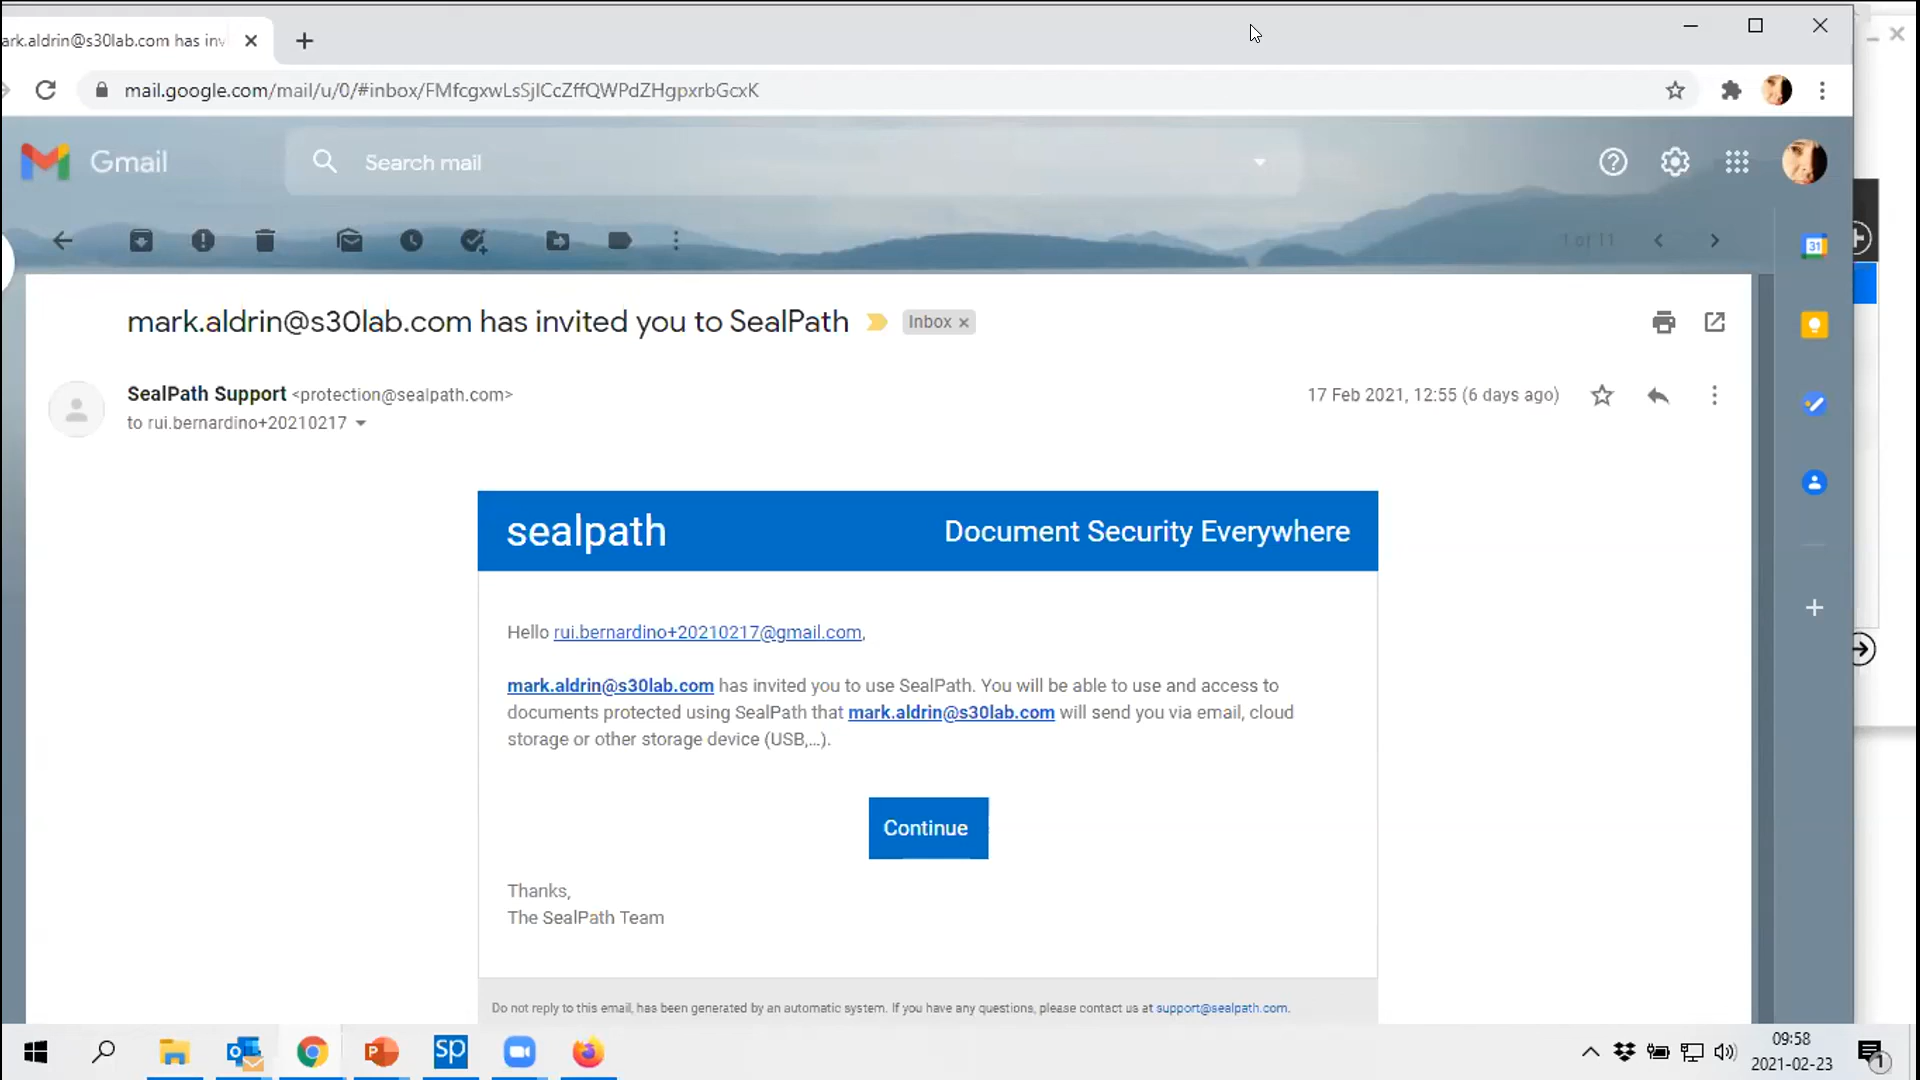 ark.aldrin@s30lab.com has inv
mail.google.com/mail/u/0/#inbox/FMfcgxwLsSjlCcZffQWPdZHgpxrbGcxK
Gmail
Search mail
1 of 11
31
mark.aldrin@s30lab.com has invited you to SealPath
Inbox
SealPath Support <protection@sealpath.com>
17 Feb 2021, 12:55 (6 days ago)
to rui.bernardino+20210217
sealpath
Document Security Everywhere
Hello rui.bernardino+20210217@gmail.com,
mark.aldrin@s30lab.com has invited you to use SealPath. You will be able to use and access to
documents protected using SealPath that mark.aldrin@s30lab.com will send you via email, cloud
storage or other storage device (USB,...).
Continue
Thanks,
The SealPath Team
Do not reply to this email, has been generated by an automatic system. If you have any questions, please contact us at support@sealpath.com.
sp
09:58
2021-02-23
1